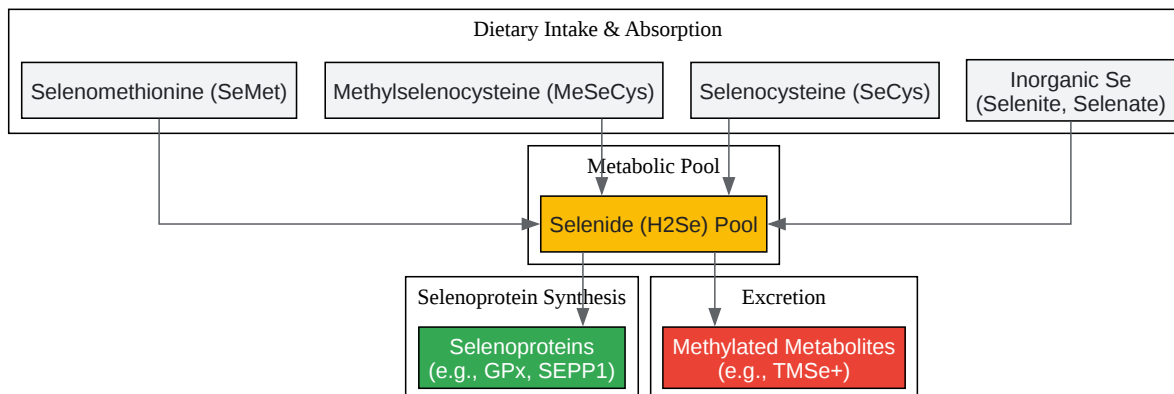 Dietary Intake & Absorption
Selenomethionine (SeMet)
Methylselenocysteine (MeSeCys)
Selenocysteine (SeCys)
Inorganic Se
(Selenite, Selenate)
Metabolic Pool
Selenide (H2Se) Pool
Selenoprotein Synthesis
Selenoproteins
(e.g., GPx, SEPP1)
Excretion
Methylated Metabolites
(e.g., TMSe+)